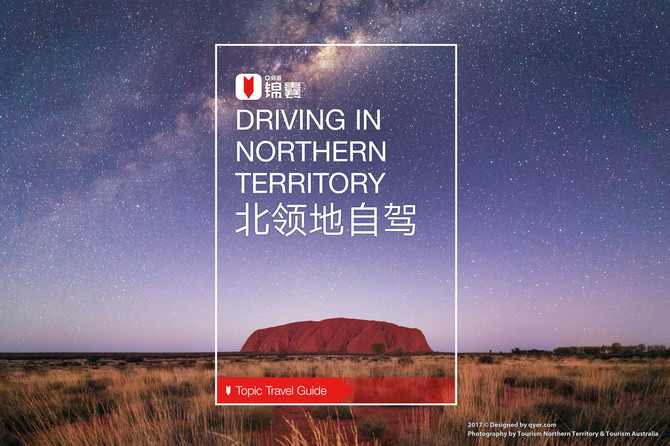 Q 穷游
锦囊
DRIVING IN
NORTHERN
TERRITORY
北领地自驾
Topic Travel Guide
2017 © Designed by qyer.com
Photography by Tourism Northern Territory & Tourism Australia